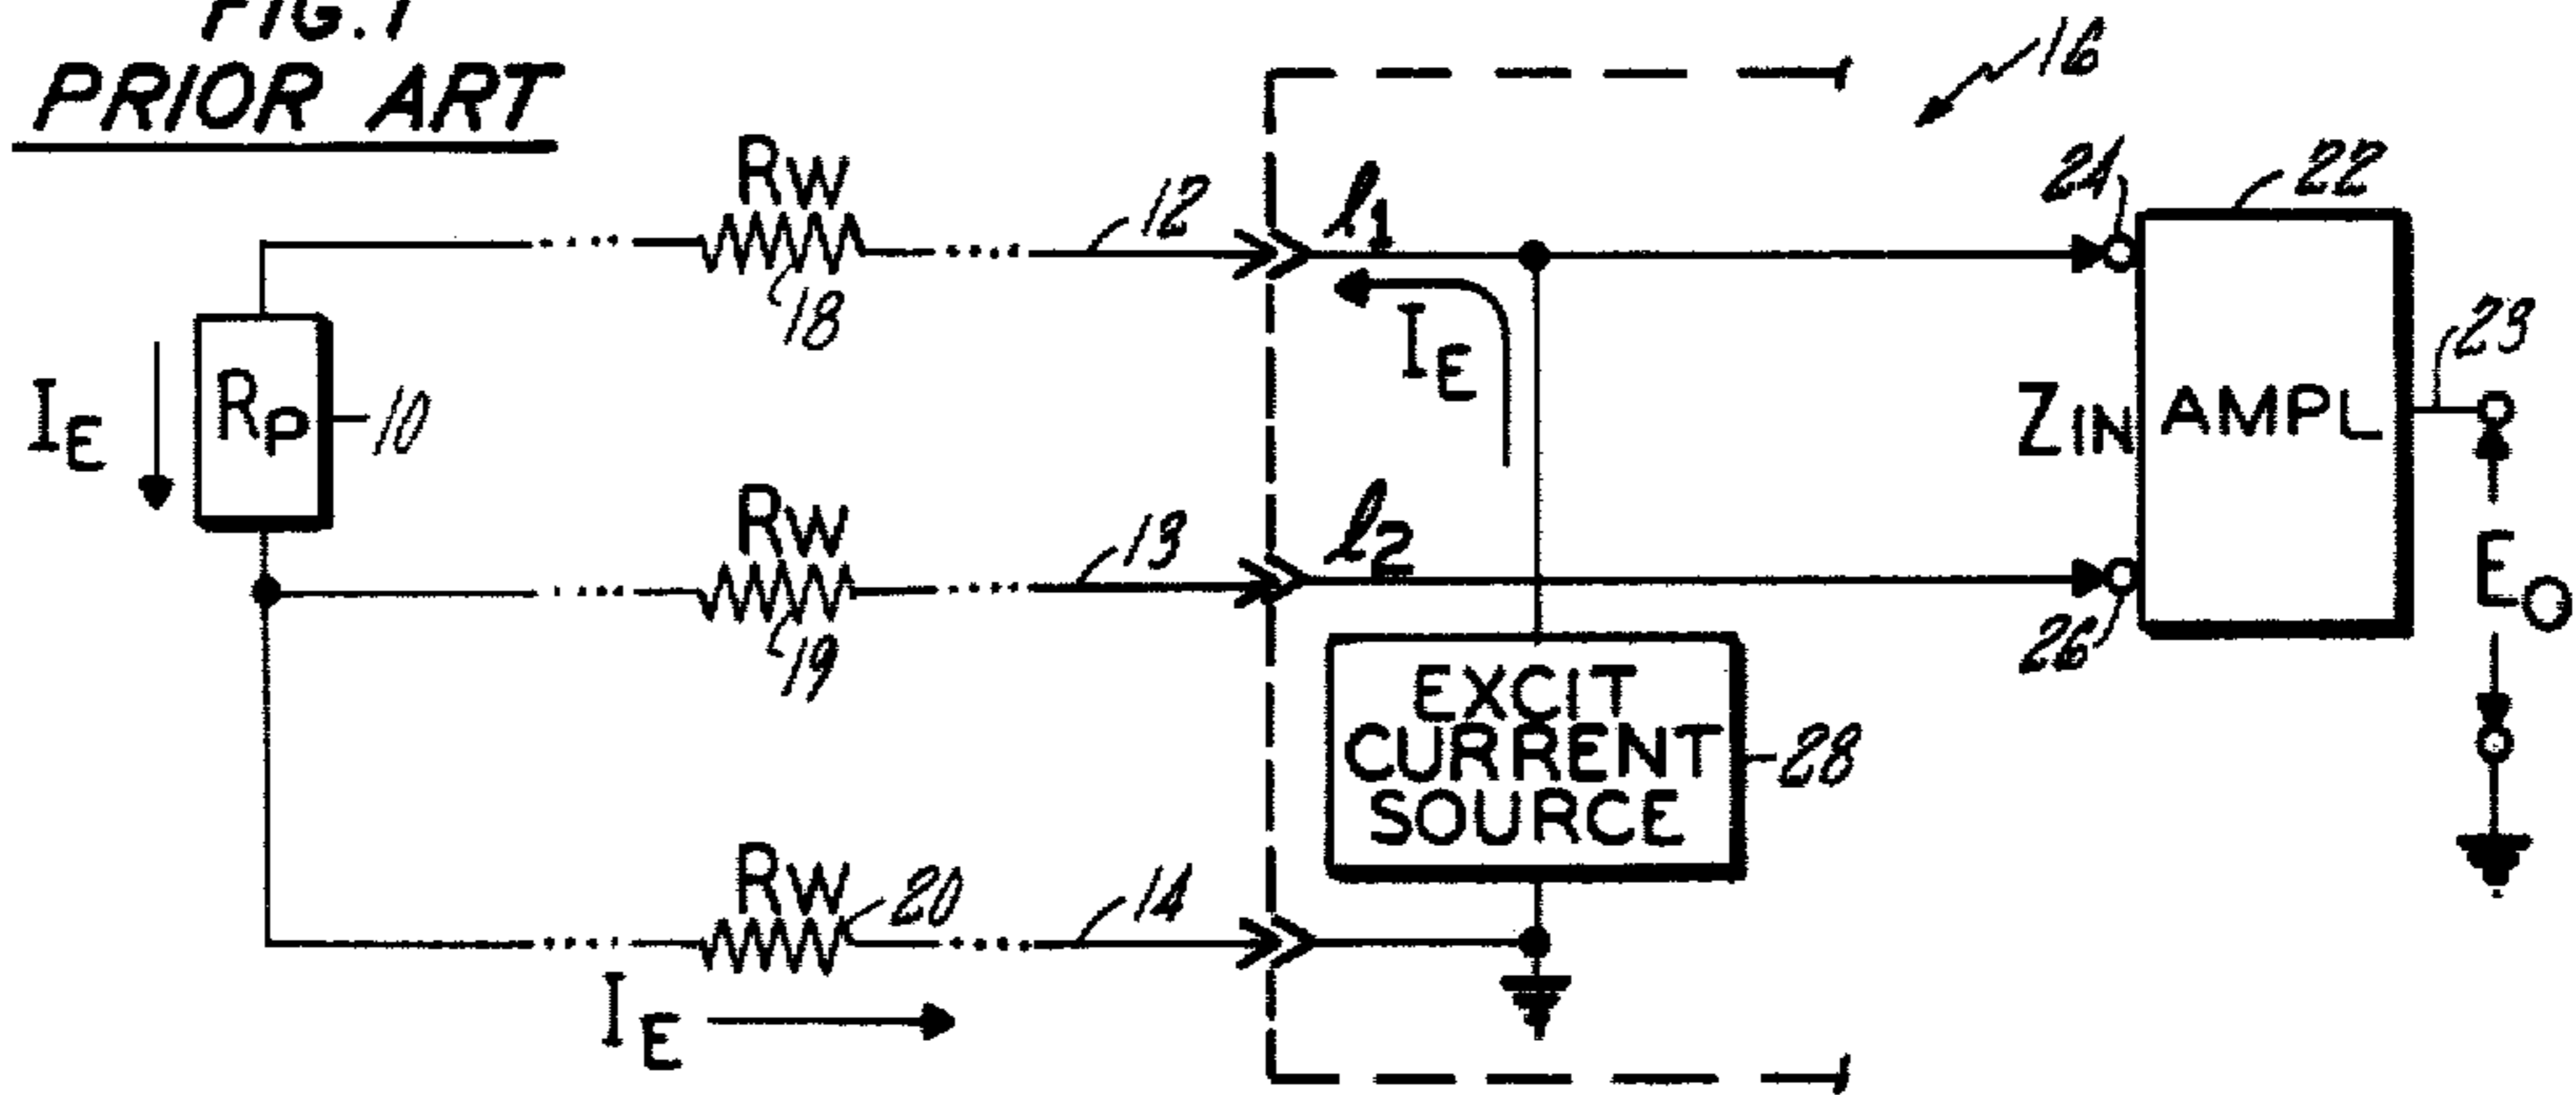 FIG. 1
PRIOR ART
16
RW
12
l1
24
22
18
IE
23
IE
RP
10
ZIN
AMPL
RW
13
l2
EO
19
26
EXCIT
CURRENT
SOURCE
28
RW
20
14
IE